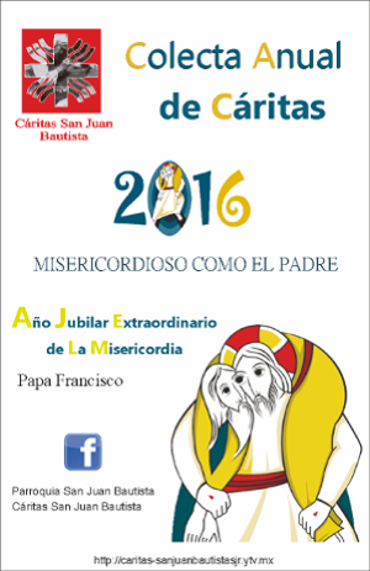 Colecta Anual
de Cáritas
Cáritas San Juan
Bautista
2016
MISERICORDIOSO COMO EL PADRE
Año Jubilar Extraordinario
de La Misericordia
Papa Francisco
f
Parroquia San Juan Bautista
Cáritas San Juan Bautista
http://caritas-sanjuanbautistasjr.ytv.mx